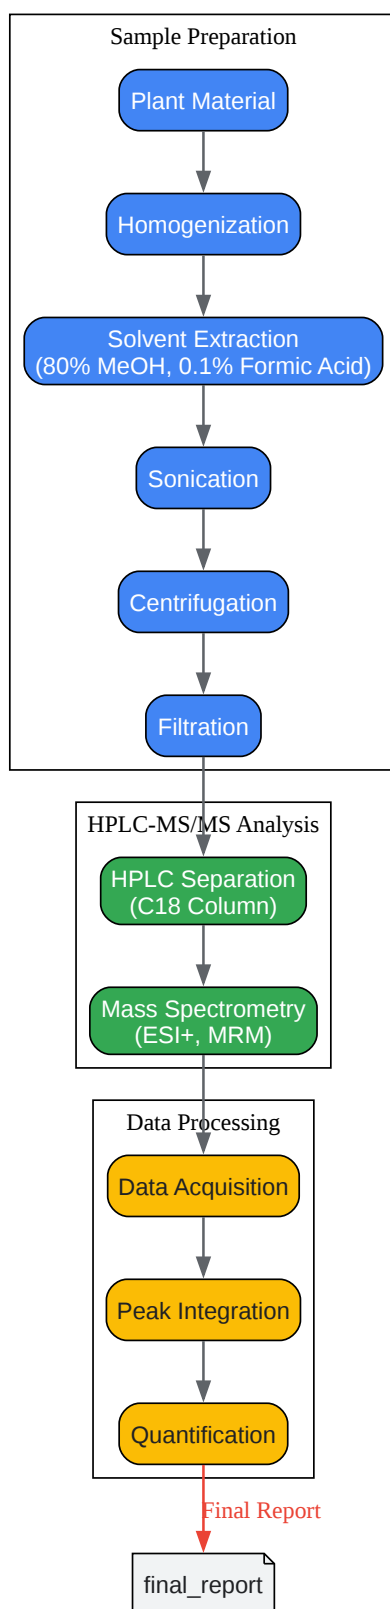 Sample Preparation
Plant Material
Homogenization
Solvent Extraction
(80% MeOH, 0.1% Formic Acid)
Sonication
Centrifugation
Filtration
HPLC-MS/MS Analysis
HPLC Separation
(C18 Column)
Mass Spectrometry
(ESI+, MRM)
Data Processing
Data Acquisition
Peak Integration
Quantification
Final Report
final_report